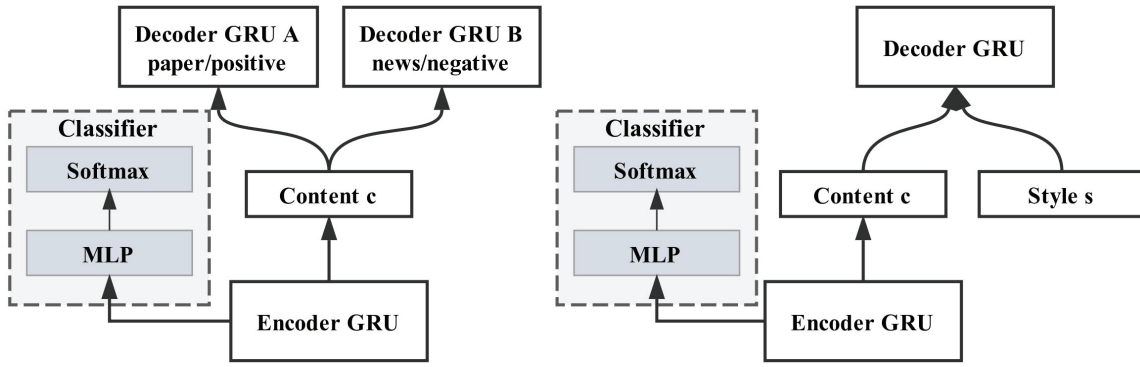 Decoder GRU A
paper/positive
Decoder GRU B
news/negative
Classifier
Softmax
MLP
Content c
Encoder GRU
Decoder GRU
Classifier
Softmax
MLP
Content c
Style s
Encoder GRU